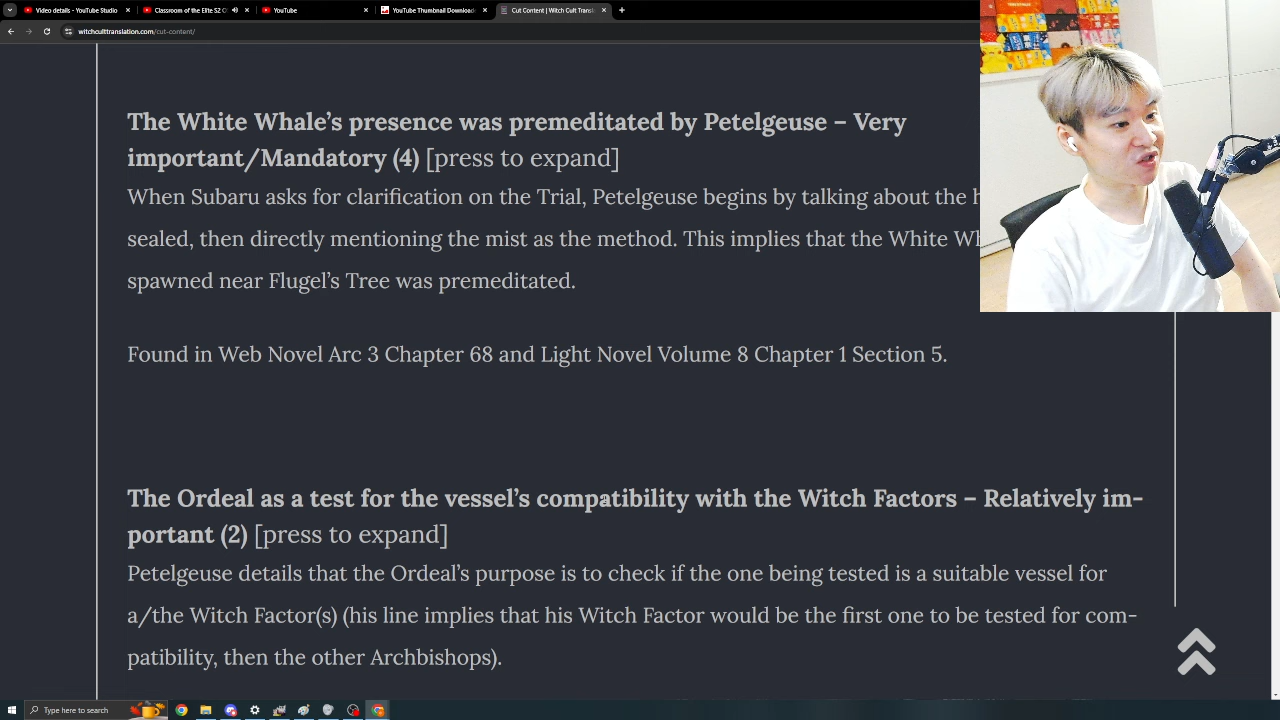 Video details - YouTube Studio
Classroom of the Elite S2 C
YouTube
YouTube Thumbnail Download
Cut Content | Witch Cult Transl
witchculttranslation.com/cut-content/
The White Whale's presence was premeditated by Petelgeuse – Very
important/Mandatory (4) [press to expand]
When Subaru asks for clarification on the Trial, Petelgeuse begins by talking about the h
sealed, then directly mentioning the mist as the method. This implies that the White Wh
spawned near Flugel's Tree was premeditated.
Found in Web Novel Arc 3 Chapter 68 and Light Novel Volume 8 Chapter 1 Section 5.
The Ordeal as a test for the vessel's compatibility with the Witch Factors – Relatively im-
portant (2) [press to expand]
Petelgeuse details that the Ordeal's purpose is to check if the one being tested is a suitable vessel for
a/the Witch Factor(s) (his line implies that his Witch Factor would be the first one to be tested for com-
patibility, then the other Archbishops).
Type here to search